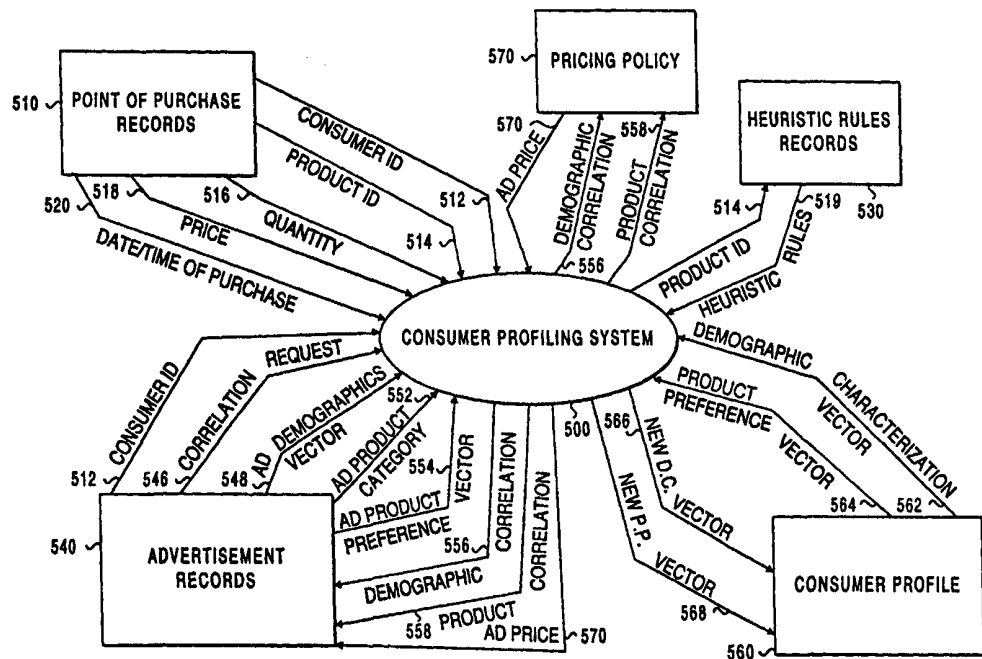 570
PRICING POLICY
510
POINT OF PURCHASE
RECORDS
HEURISTIC RULES
RECORDS
530
CONSUMER ID
PRODUCT ID
512
514
520
518
516
QUANTITY
PRICE
DATE/TIME OF PURCHASE
570
AD PRICE
DEMOGRAPHIC
CORRELATION
556
558
PRODUCT
CORRELATION
514
519
PRODUCT ID
HEURISTIC
RULES
CONSUMER PROFILING SYSTEM
500
CONSUMER ID
512
CORRELATION
REQUEST
546
AD DEMOGRAPHICS
VECTOR
548
552
AD PRODUCT
CATEGORY
554
AD PRODUCT
PREFERENCE
VECTOR
556
DEMOGRAPHIC
CORRELATION
558
PRODUCT
CORRELATION
AD PRICE
570
540
ADVERTISEMENT
RECORDS
566
NEW D.C. VECTOR
NEW P.P. VECTOR
568
PRODUCT
PREFERENCE
VECTOR
564
DEMOGRAPHIC
CHARACTERIZATION
VECTOR
562
CONSUMER PROFILE
560